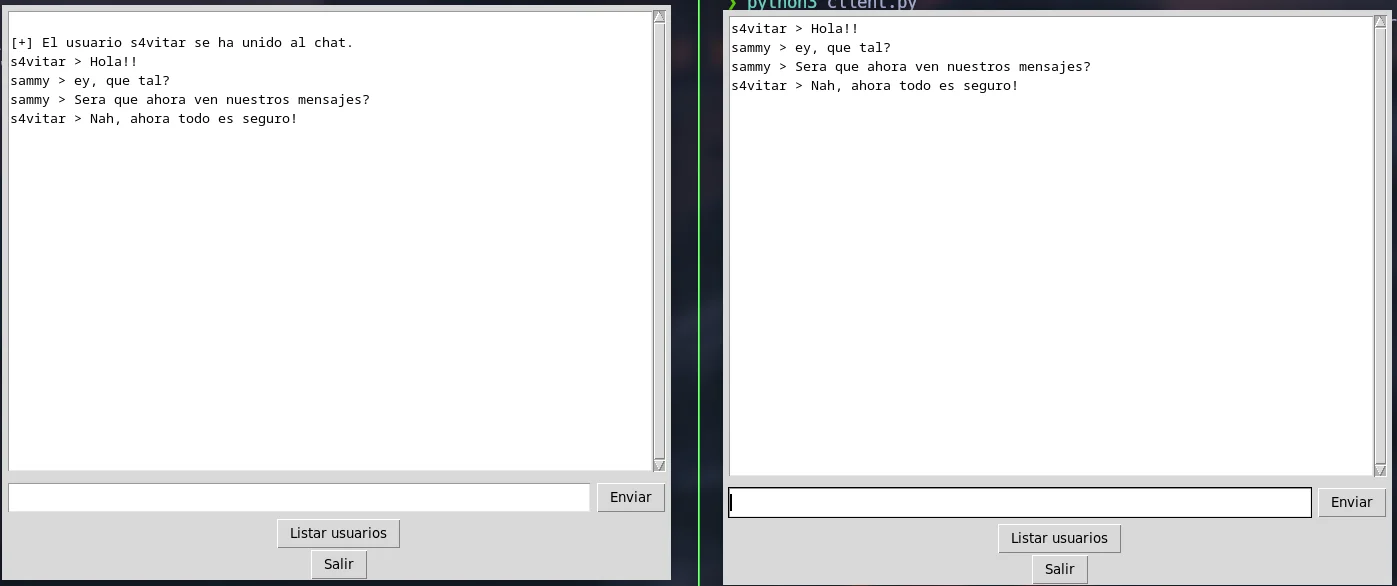 [+] El usuario s4vitar se ha unido al chat.
s4vitar > Hola!!
sammy > ey, que tal?
sammy > Sera que ahora ven nuestros mensajes?
s4vitar > Nah, ahora todo es seguro!
Enviar
Listar usuarios
Salir
❯ python3 client.py
s4vitar > Hola!!
sammy > ey, que tal?
sammy > Sera que ahora ven nuestros mensajes?
s4vitar > Nah, ahora todo es seguro!
Enviar
Listar usuarios
Salir